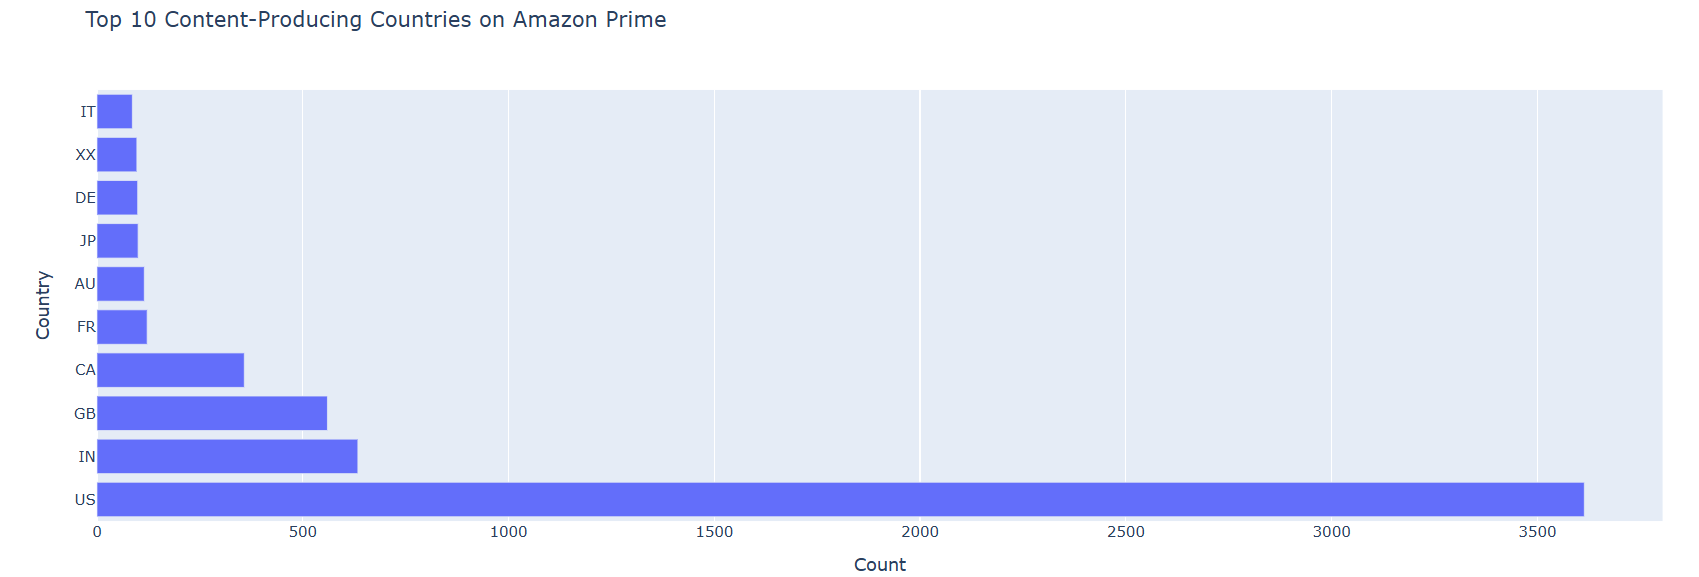 Top 10 Content-Producing Countries on Amazon Prime
Country
IT
XX
DE
JP
AU
FR
CA
GB
IN
US
0 500 1000 1500 2000 2500 3000 3500
Count